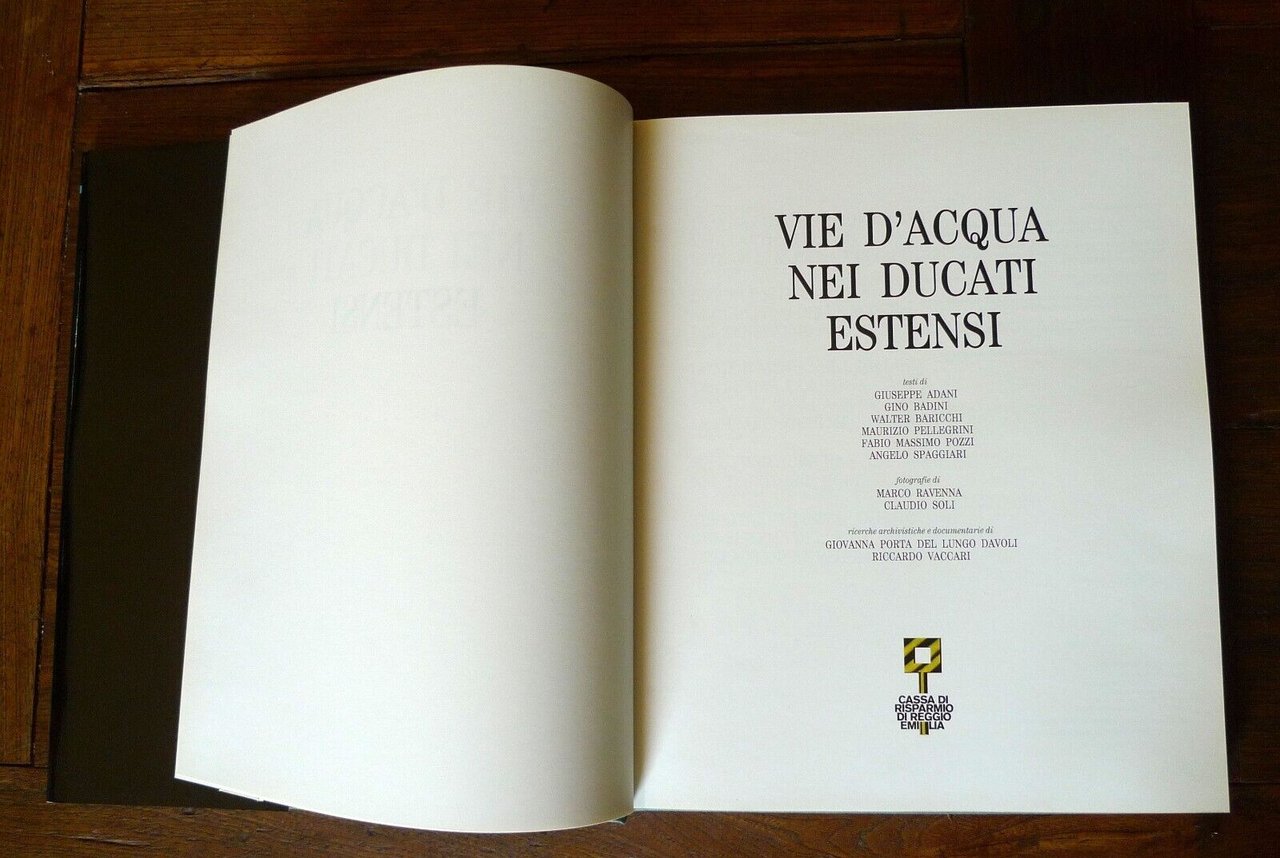 VIE D'ACQUA
NEI DUCATI
ESTENSI
testi di
GIUSEPPE ADANI
GINO BADINI
WALTER BARICCHI
MAURIZIO PELLEGRINI
FABIO MASSIMO POZZI
ANGELO SPAGGIARI
fotografie di
MARCO RAVENNA
CLAUDIO SOLI
ricerche archivistiche e documentarie di
GIOVANNA PORTA DEL LUNGO DAVOLI
RICCARDO VACCARI
CASSA DI
RISPARMIO
DI REGGIO
EMILIA